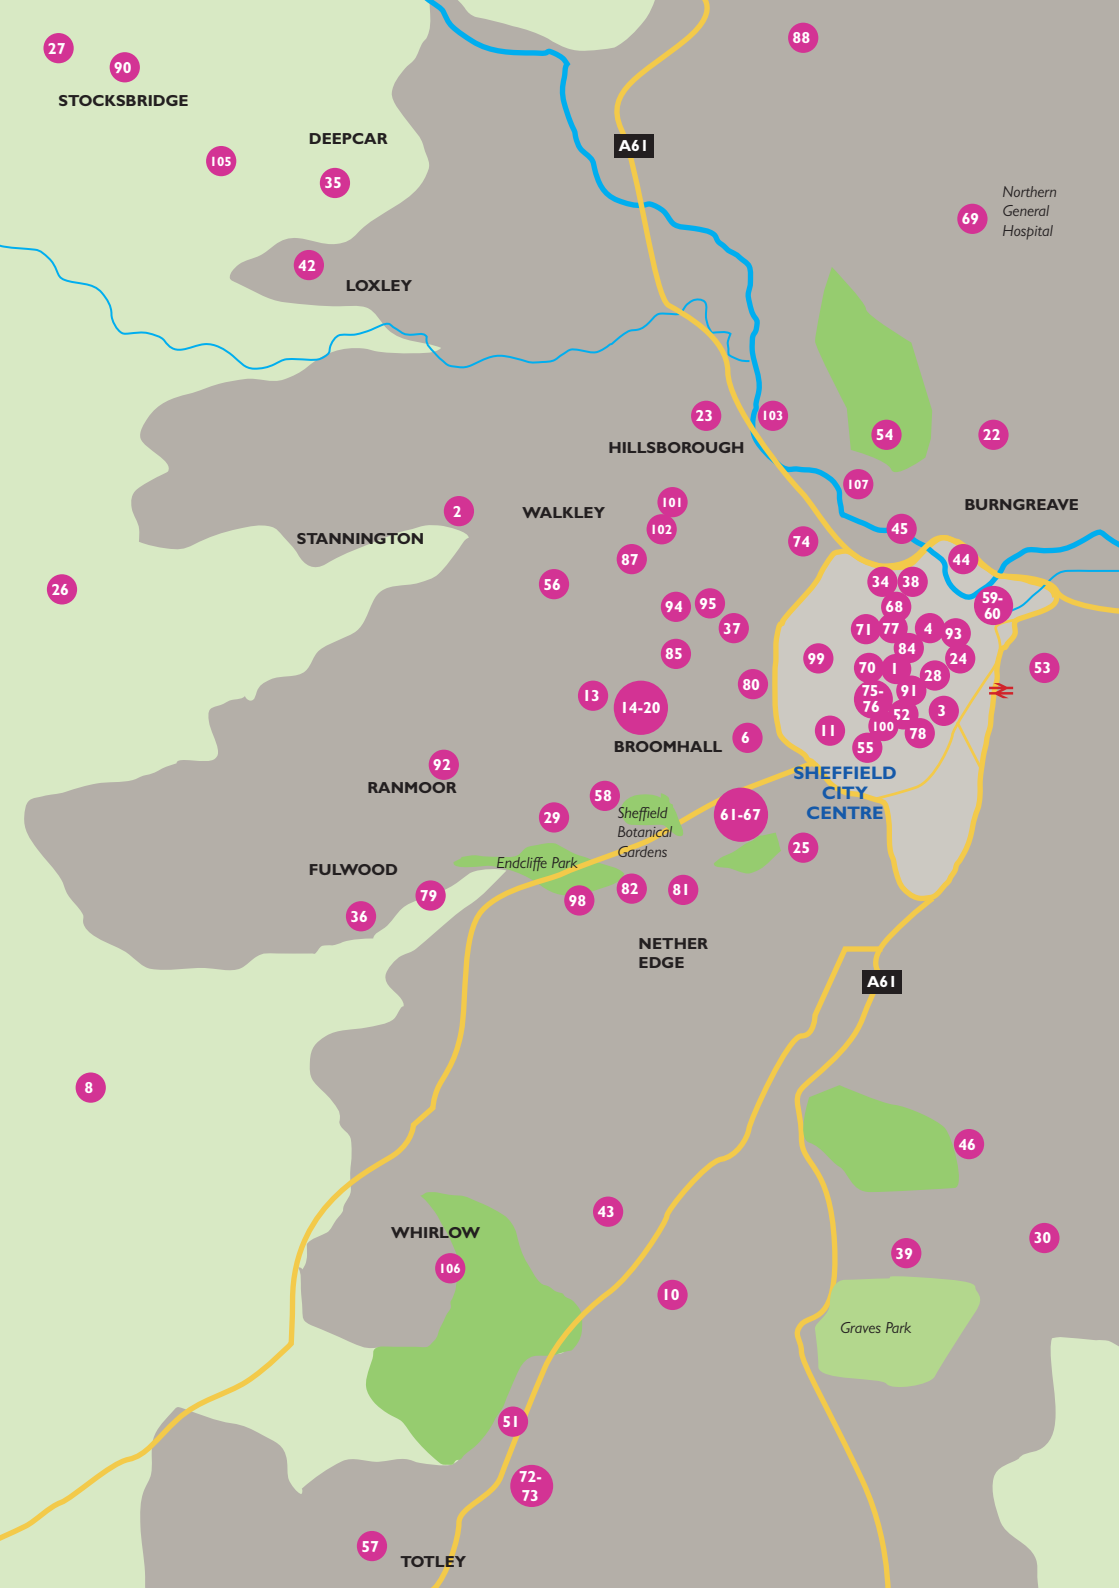 27
90
88
STOCKSBRIDGE
DEEPCAR
A61
105
35
69
Northern
General
Hospital
42
LOXLEY
23
103
54
22
HILLSBOROUGH
107
101
BURNGREAVE
2
WALKLEY
102
45
STANNINGTON
74
87
44
26
56
34
38
94
95
68
59-
60
37
71
77
4
93
84
85
99
24
70
1
53
28
80
75-
76
91
13
14-20
52
3
100
11
78
6
BROOMHALL
55
92
RANMOOR
SHEFFIELD
CITY
CENTRE
58
29
Sheffield
Botanical
Gardens
61-67
25
Endcliffe Park
FULWOOD
79
82
81
98
36
NETHER
EDGE
A61
8
46
43
WHIRLOW
30
39
106
10
Graves Park
51
72-
73
57
TOTLEY